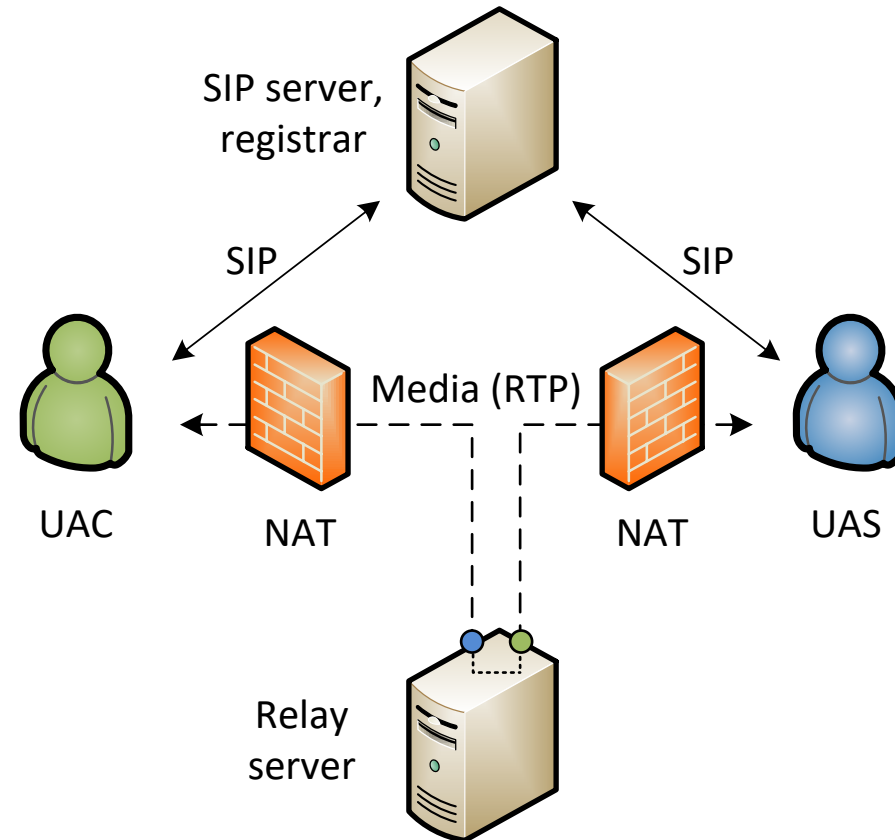 SIP server,
registrar
SIP
SIP
Media (RTP)
UAC
NAT
NAT
UAS
Relay
server